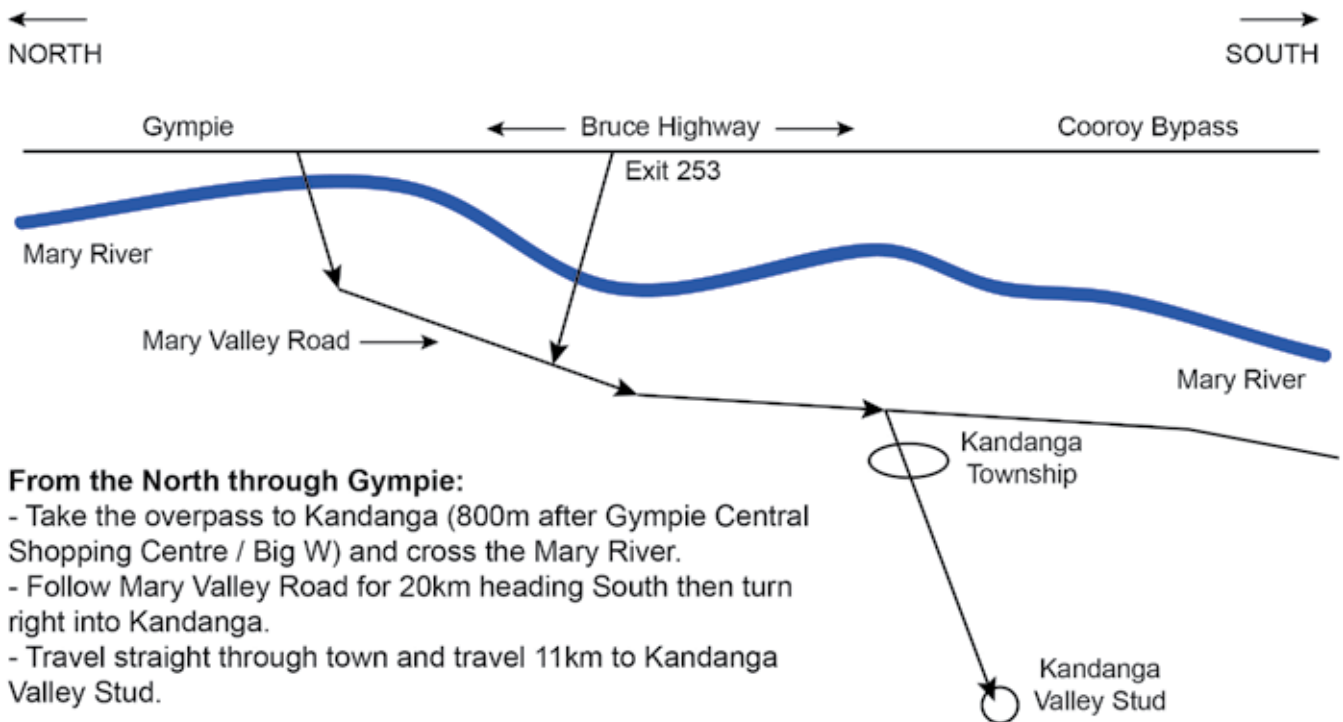 NORTH
SOUTH
Gympie
Bruce Highway
Cooroy Bypass
Exit 253
Mary River
Mary Valley Road
Mary River
Kandanga
Township
From the North through Gympie:
- Take the overpass to Kandanga (800m after Gympie Central
Shopping Centre / Big W) and cross the Mary River.
- Follow Mary Valley Road for 20km heading South then turn
right into Kandanga.
- Travel straight through town and travel 11km to Kandanga
Valley Stud.
Kandanga
Valley Stud